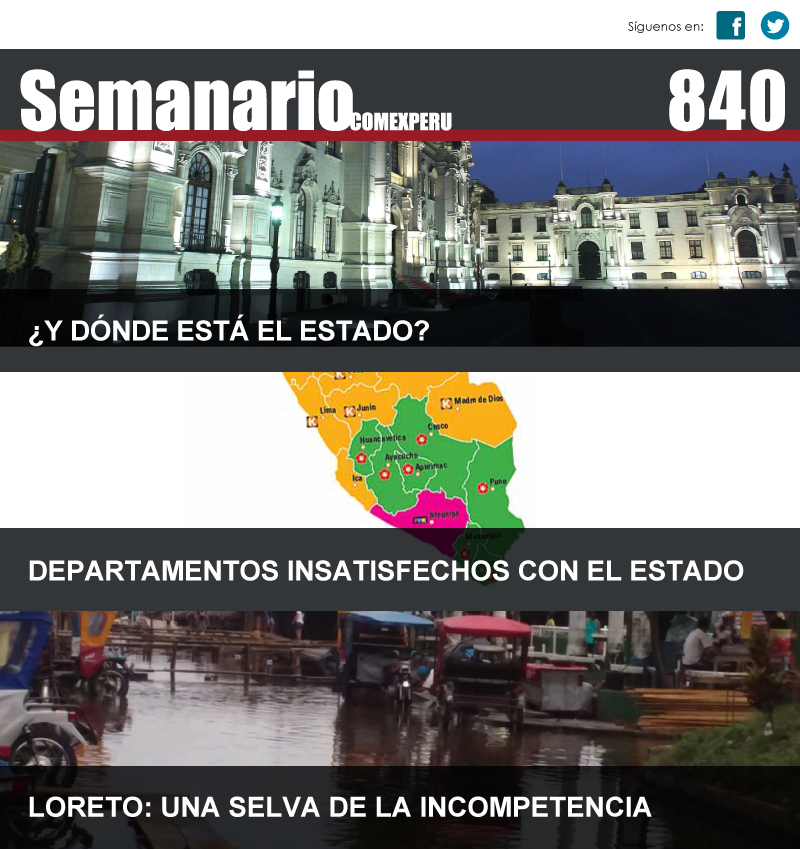 Síguenos en:
Semanario COMEXPERU
840
¿Y DÓNDE ESTÁ EL ESTADO?
Lima
Junín
Madre de Dios
Cusco
Huancavelica
Ayacucho
Apurímac
Ica
Puno
Arequipa
Moquegua
DEPARTAMENTOS INSATISFECHOS CON EL ESTADO
LORETO: UNA SELVA DE LA INCOMPETENCIA